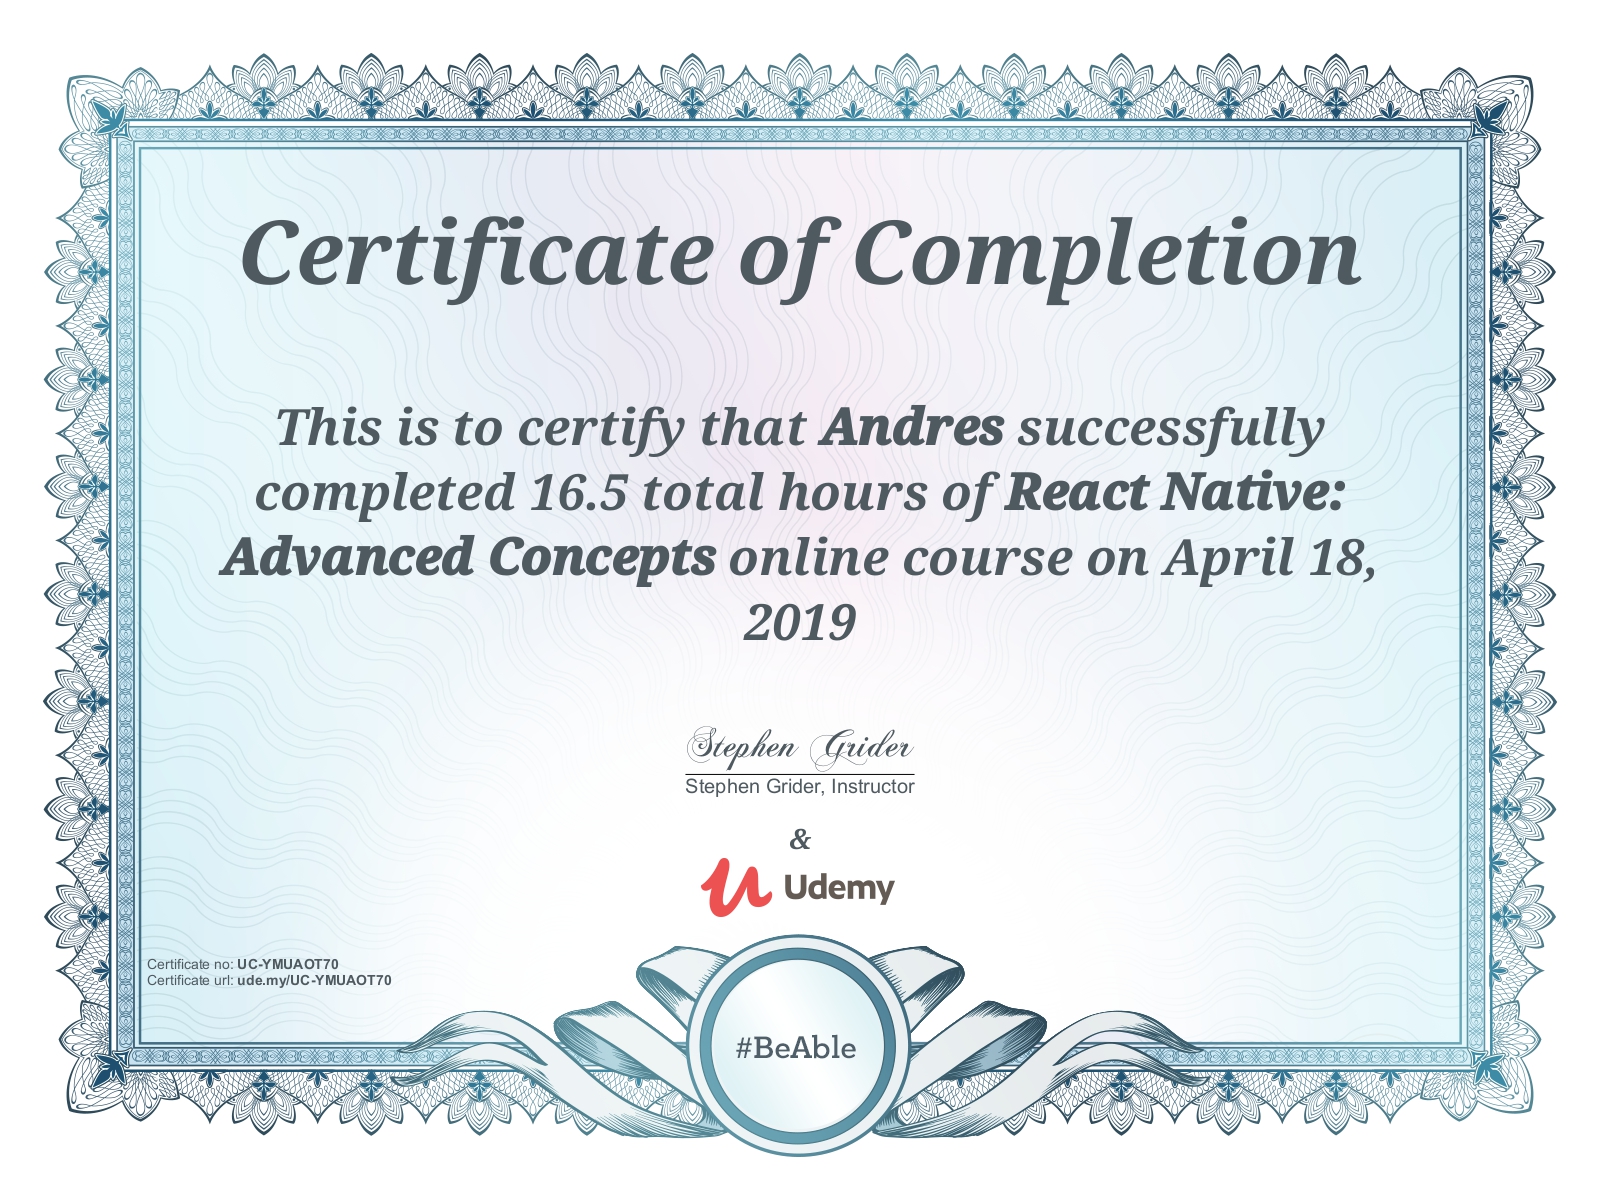 Certificate of Completion
This is to certify that Andres successfully
completed 16.5 total hours of React Native:
Advanced Concepts online course on April 18,
2019
Stephen Grider
Stephen Grider, Instructor
&
Udemy
Certificate no: UC-YMUAOT70
Certificate url: ude.my/UC-YMUAOT70
#BeAble